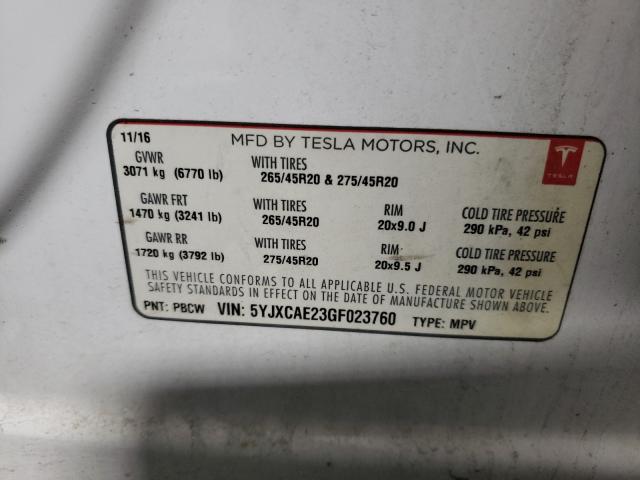 11/16 MFD BY TESLA MOTORS, INC.
GVWR WITH TIRES
3071 kg (6770 lb) 265/45R20 & 275/45R20
TESLA
GAWR FRT WITH TIRES RIM COLD TIRE PRESSURE
1470 kg (3241 lb) 265/45R20 20x9.0 J 290 kPa, 42 psi
GAWR RR WITH TIRES RIM COLD TIRE PRESSURE
1720 kg (3792 lb) 275/45R20 20x9.5 J 290 kPa, 42 psi
THIS VEHICLE CONFORMS TO ALL APPLICABLE U.S. FEDERAL MOTOR VEHICLE
SAFETY STANDARDS IN EFFECT ON THE DATE OF MANUFACTURE SHOWN ABOVE.
PNT: PBCW VIN: 5YJXCAE23GF023760 TYPE: MPV